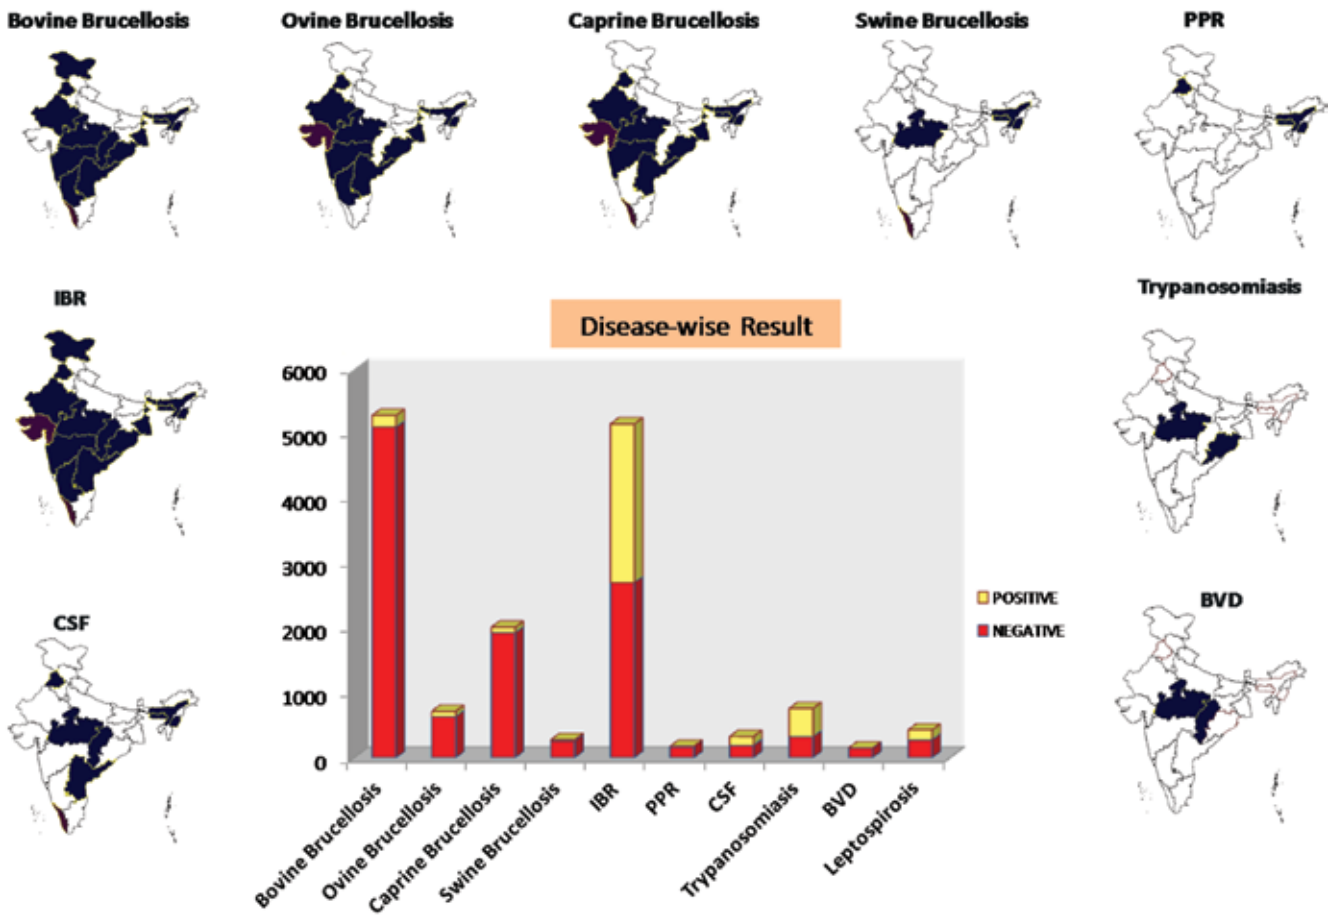 Bovine Brucellosis
Ovine Brucellosis
Caprine Brucellosis
Swine Brucellosis
PPR
IBR
Trypanosomiasis
Disease-wise Result
6000
5000
4000
3000
2000
1000
0
POSITIVE
NEGATIVE
CSF
BVD
Bovine Brucellosis
Ovine Brucellosis
Caprine Brucellosis
Swine Brucellosis
IBR
PPR
CSF
Trypanosomiasis
BVD
Leptospirosis